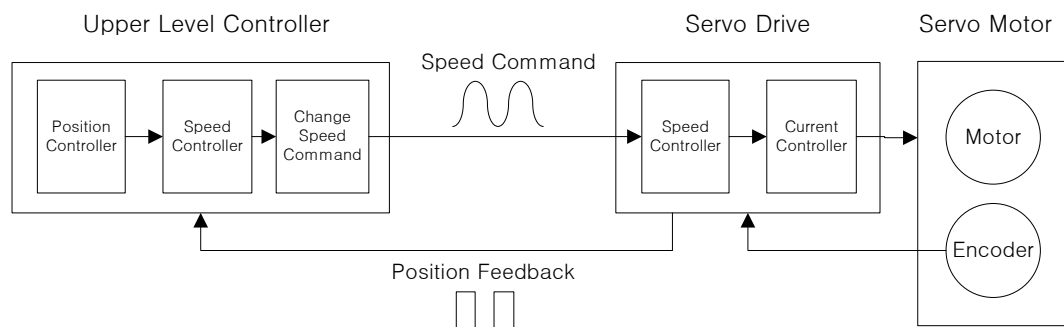 Upper Level Controller
Servo Drive
Servo Motor
Speed Command
Position
Controller
Speed
Controller
Change
Speed
Command
Speed
Controller
Current
Controller
Motor
Encoder
Position Feedback